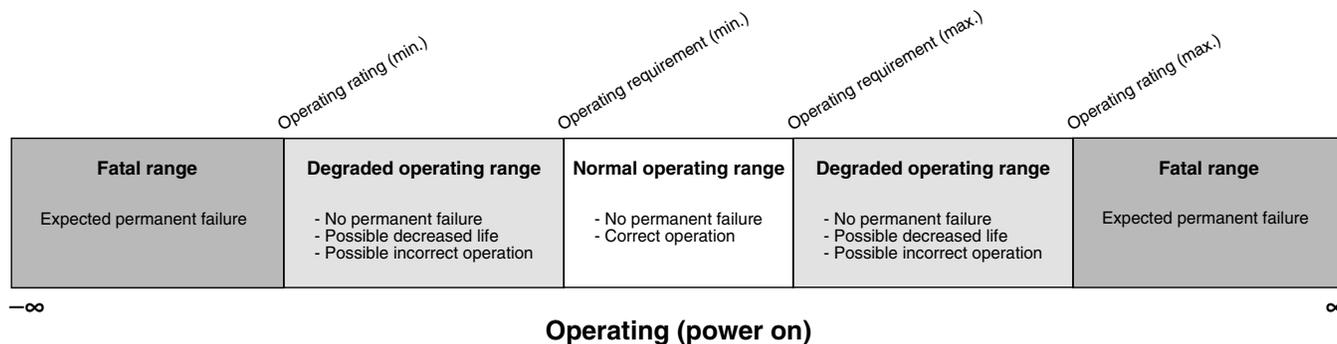 Operating rating (min.)
Operating requirement (min.)
Operating requirement (max.)
Operating rating (max.)
Fatal range
Expected permanent failure
Degraded operating range
- No permanent failure
- Possible decreased life
- Possible incorrect operation
Normal operating range
- No permanent failure
- Correct operation
Degraded operating range
- No permanent failure
- Possible decreased life
- Possible incorrect operation
Fatal range
Expected permanent failure
–∞
∞
Operating (power on)